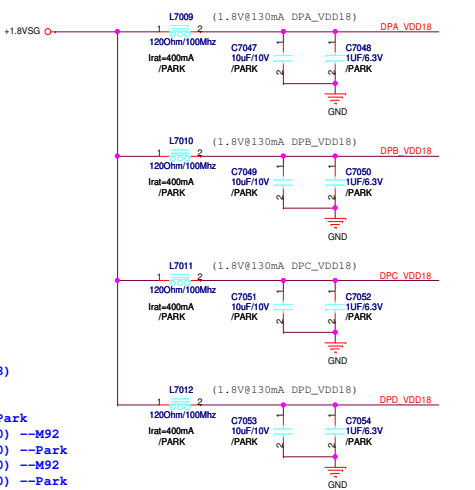 L7009 (1.8V@130mA DPA_VDD18)
+1.8VSG
1 2
DPA_VDD18
120Ohm/100Mhz
Irat=400mA
/PARK
C7047
10uF/10V
/PARK
1
2
C7048
1UF/6.3V
/PARK
1
2
GND
L7010 (1.8V@130mA DPB_VDD18)
1 2
DPB_VDD18
120Ohm/100Mhz
Irat=400mA
/PARK
C7049
10uF/10V
/PARK
1
2
C7050
1UF/6.3V
/PARK
1
2
GND
L7011 (1.8V@130mA DPC_VDD18)
1 2
DPC_VDD18
120Ohm/100Mhz
Irat=400mA
/PARK
C7051
10uF/10V
/PARK
1
2
C7052
1UF/6.3V
/PARK
1
2
GND
L7012 (1.8V@130mA DPD_VDD18)
1 2
DPD_VDD18
120Ohm/100Mhz
Irat=400mA
/PARK
C7053
10uF/10V
/PARK
1
2
C7054
1UF/6.3V
/PARK
1
2
GND
)
Park
) --M92
) --Park
) --M92
) --Park